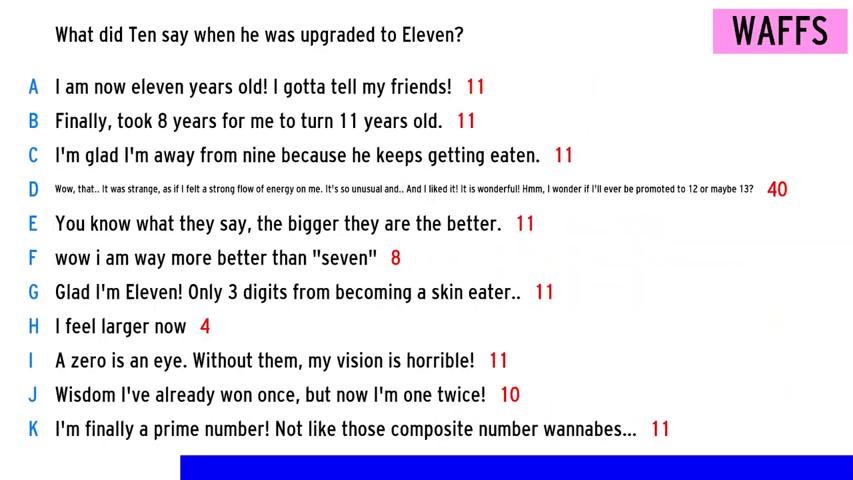 What did Ten say when he was upgraded to Eleven?
WAFFS
A I am now eleven years old! I gotta tell my friends! 11
B Finally, took 8 years for me to turn 11 years old. 11
C I'm glad I'm away from nine because he keeps getting eaten. 11
D Wow, that.. It was strange, as if I felt a strong flow of energy on me. It's so unusual and.. And I liked it! It is wonderful! Hmm, I wonder if I'll ever be promoted to 12 or maybe 13? 40
E You know what they say, the bigger they are the better. 11
F wow i am way more better than "seven" 8
G Glad I'm Eleven! Only 3 digits from becoming a skin eater.. 11
H I feel larger now 4
I A zero is an eye. Without them, my vision is horrible! 11
J Wisdom I've already won once, but now I'm one twice! 10
K I'm finally a prime number! Not like those composite number wannabes... 11